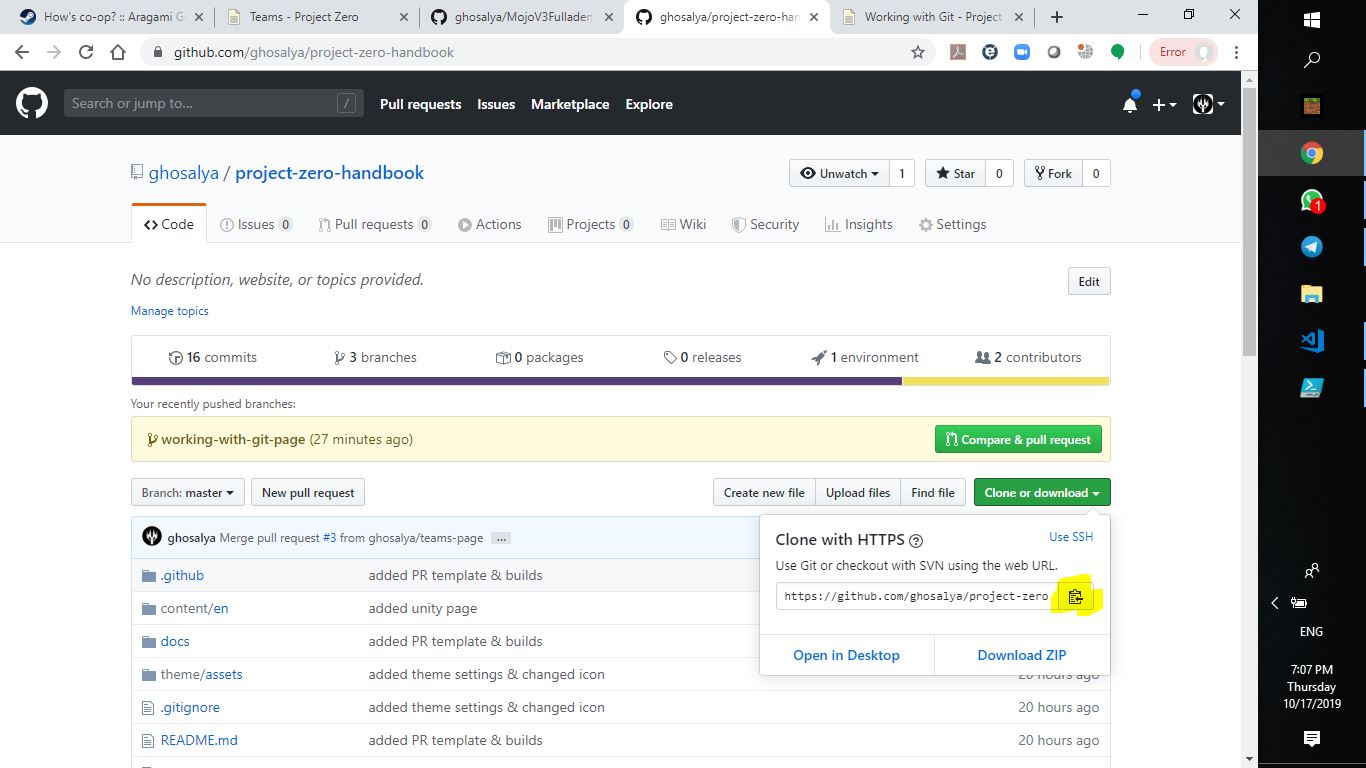 How's co-op? :: Aragami G
Teams - Project Zero
ghosalya/MojoV3Fullader
ghosalya/project-zero-han
Working with Git - Project
github.com/ghosalya/project-zero-handbook
Error
Search or jump to...
/
Pull requests
Issues
Marketplace
Explore
ghosalya / project-zero-handbook
Unwatch 1
Star 0
Fork 0
Code
Issues 0
Pull requests 0
Actions
Projects 0
Wiki
Security
Insights
Settings
No description, website, or topics provided.
Edit
Manage topics
16 commits
3 branches
0 packages
0 releases
1 environment
2 contributors
Your recently pushed branches:
working-with-git-page (27 minutes ago)
Compare & pull request
Branch: master
New pull request
Create new file
Upload files
Find file
Clone or download
ghosalya Merge pull request #3 from ghosalya/teams-page ...
Clone with HTTPS
Use SSH
Use Git or checkout with SVN using the web URL.
https://github.com/ghosalya/project-zero
Open in Desktop
Download ZIP
.github added PR template & builds
content/en added unity page
docs added PR template & builds
theme/assets added theme settings & changed icon 20 hours ago
.gitignore added theme settings & changed icon 20 hours ago
README.md added PR template & builds 20 hours ago
1
ENG
7:07 PM
Thursday
10/17/2019